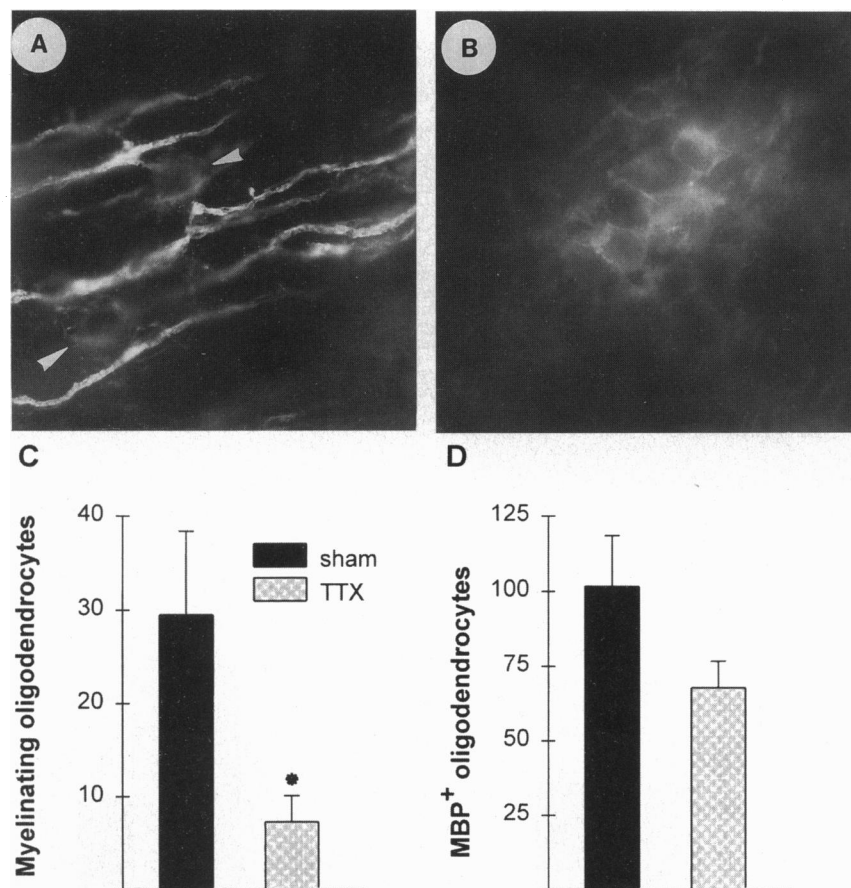 A
B
C
D
Myelinating oligodendrocytes
40
30
20
10
sham
TTX
*
MBP+ oligodendrocytes
125
100
75
50
25